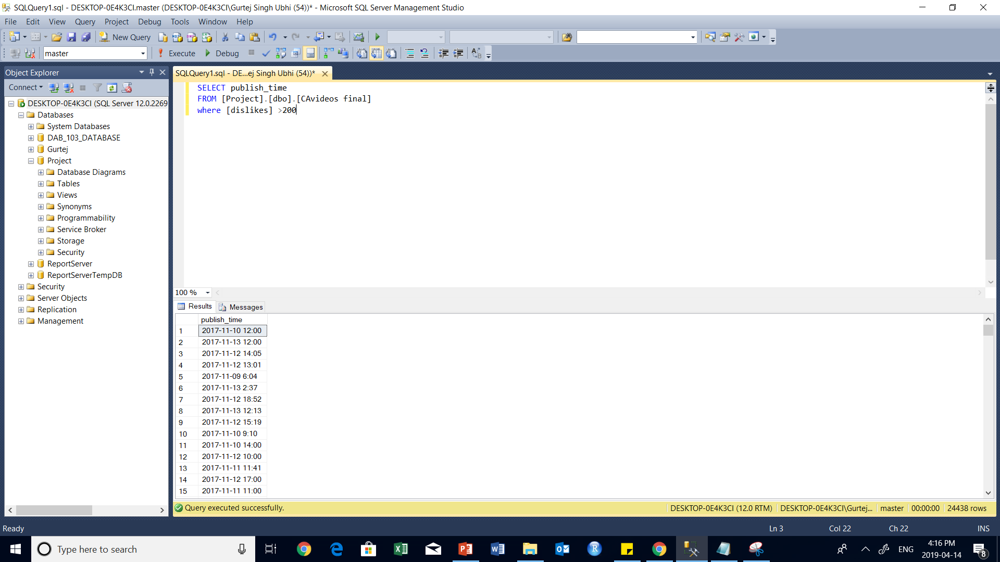 SQLQuery1.sql - DESKTOP-0E4K3CI.master (DESKTOP-0E4K3CI\Gurtej Singh Ubhi (54))* - Microsoft SQL Server Management Studio
File Edit View Query Project Debug Tools Window Help
New Query
master Execute Debug
Object Explorer
Connect
DESKTOP-0E4K3CI (SQL Server 12.0.2269
Databases
System Databases
DAB_103_DATABASE
Gurtej
Project
Database Diagrams
Tables
Views
Synonyms
Programmability
Service Broker
Storage
Security
ReportServer
ReportServerTempDB
Security
Server Objects
Replication
Management
SQLQuery1.sql - DE...ej Singh Ubhi (54))*
SELECT publish_time
FROM [Project].[dbo].[CAvideos final]
where [dislikes] >200
100 %
Results Messages
publish_time
1 2017-11-10 12:00
2 2017-11-13 12:00
3 2017-11-12 14:05
4 2017-11-12 13:01
5 2017-11-09 6:04
6 2017-11-13 2:37
7 2017-11-12 18:52
8 2017-11-13 12:13
9 2017-11-12 15:19
10 2017-11-10 9:10
11 2017-11-10 14:00
12 2017-11-12 10:00
13 2017-11-11 11:41
14 2017-11-12 17:00
15 2017-11-11 11:00
Query executed successfully. DESKTOP-0E4K3CI (12.0 RTM) DESKTOP-0E4K3CI\Gurtej... master 00:00:00 24438 rows
Ready Ln 3 Col 22 Ch 22 INS
Type here to search
ENG
4:16 PM
2019-04-14
8